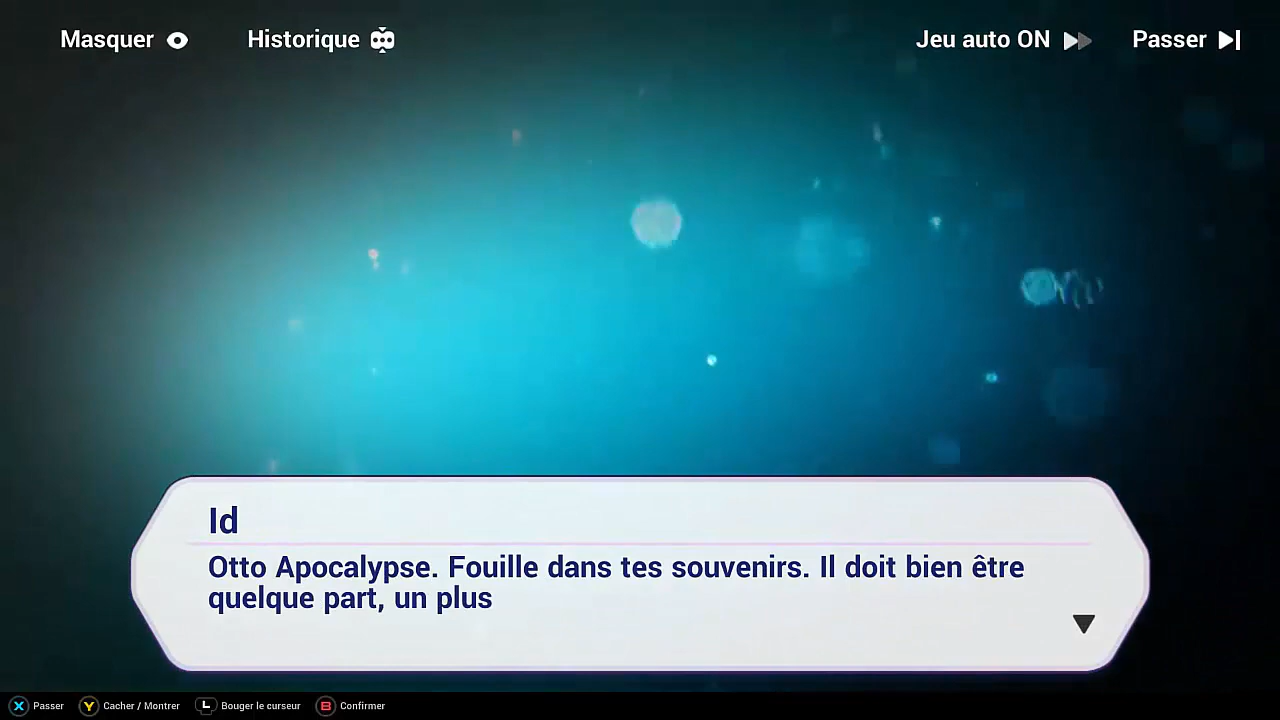 Masquer
Historique
Jeu auto ON
Passer
Id
Otto Apocalypse. Fouille dans tes souvenirs. Il doit bien être
quelque part, un plus
X Passer
Y Cacher / Montrer
L Bouger le curseur
B Confirmer